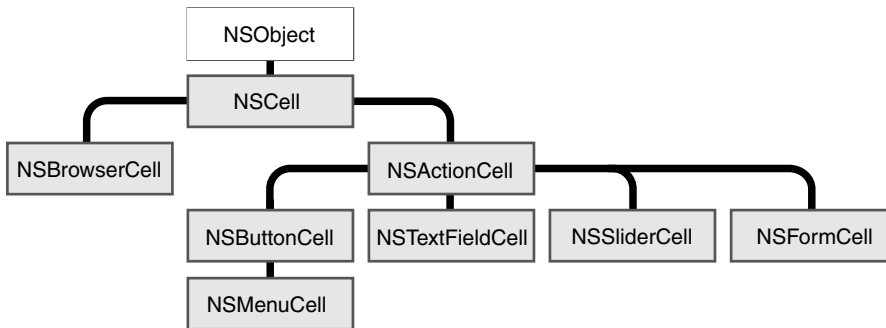 NSObject
NSCell
NSBrowserCell
NSActionCell
NSButtonCell
NSTextFieldCell
NSSliderCell
NSFormCell
NSMenuCell